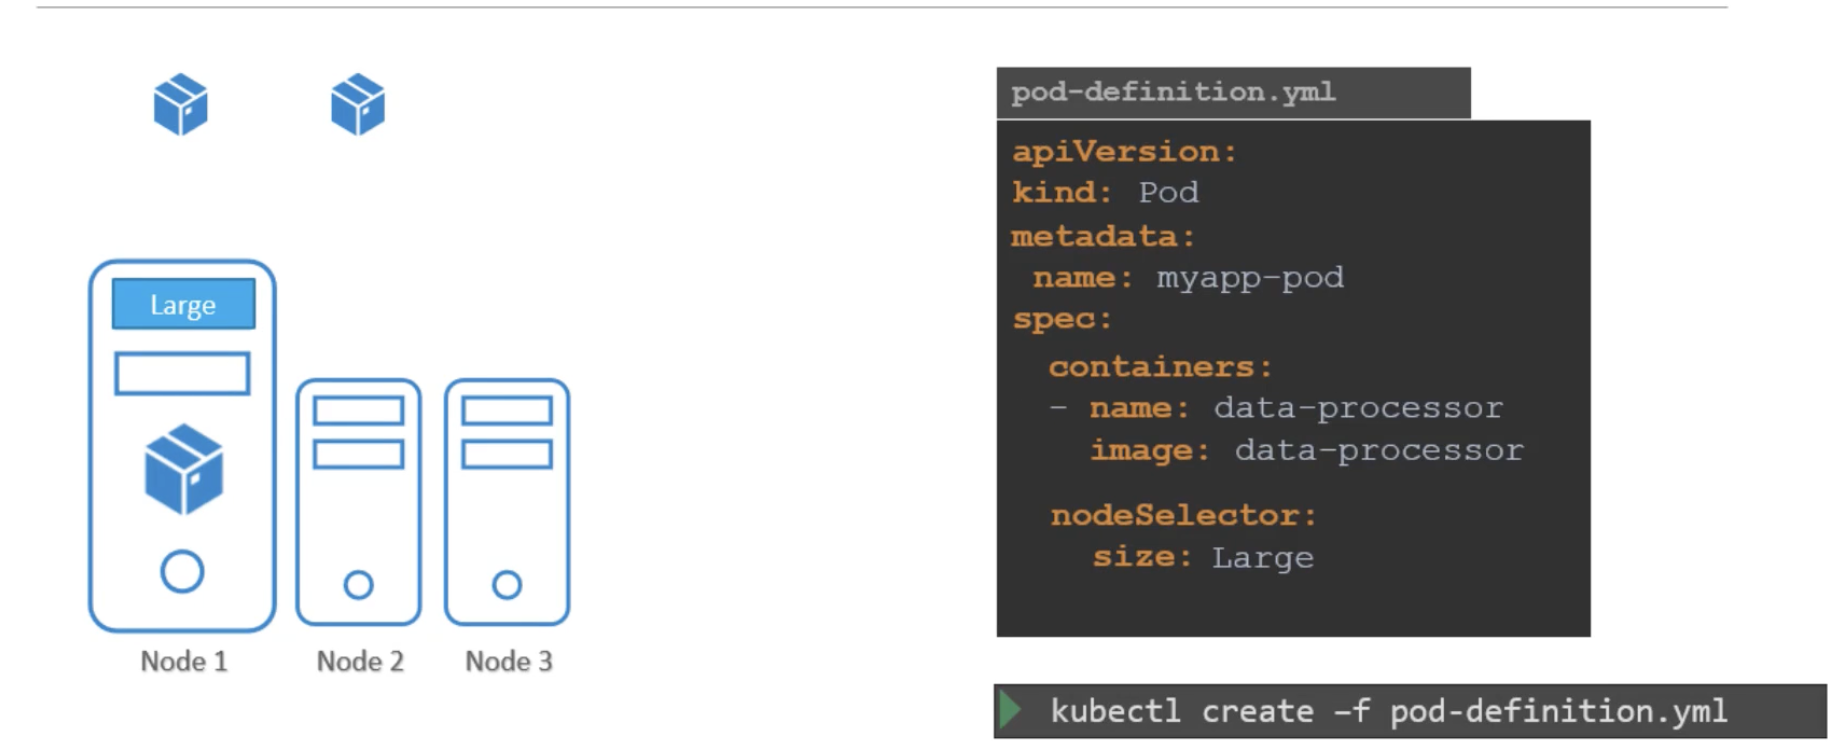 Large
Node 1
Node 2
Node 3
pod-definition.yml
apiVersion:
kind: Pod
metadata:
name: myapp-pod
spec:
containers:
- name: data-processor
image: data-processor
nodeSelector:
size: Large
kubectl create –f pod-definition.yml